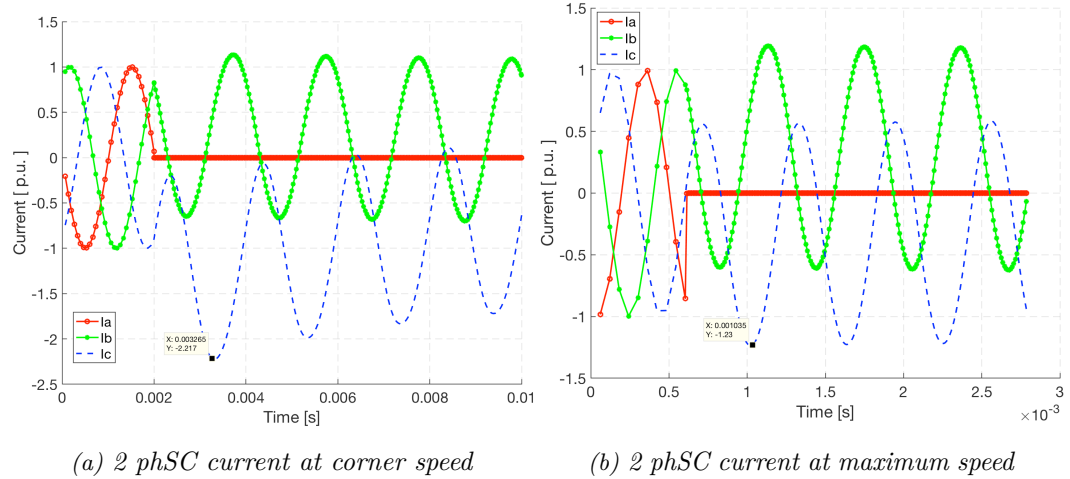 1.5
1
0.5
0
-0.5
-1
-1.5
-2
-2.5
Current [ p.u. ]
Ia
Ib
Ic
X: 0.003265
Y: -2.217
0 0.002 0.004 0.006 0.008 0.01
Time [s]
(a) 2 phSC current at corner speed
1.5
1
0.5
0
-0.5
-1
-1.5
Current [ p.u. ]
Ia
Ib
Ic
X: 0.001035
Y: -1.23
0 0.5 1 1.5 2 2.5 3
×10⁻³
Time [s]
(b) 2 phSC current at maximum speed